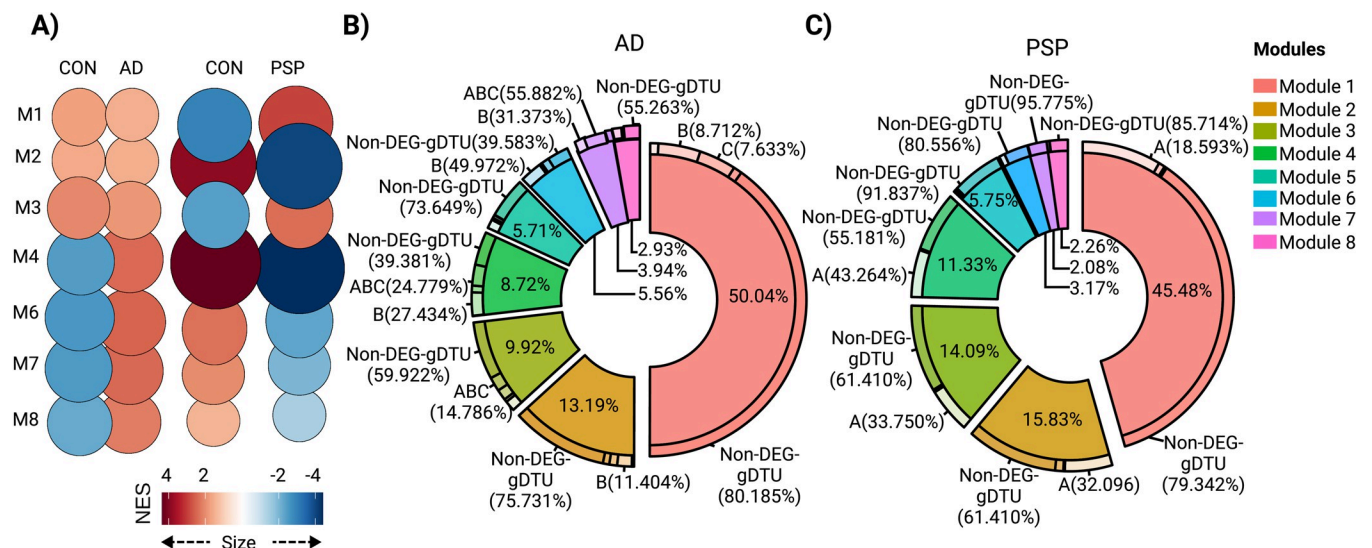 A)
CON
AD
CON
PSP
M1
M2
M3
M4
M6
M7
M8
NES
4
2
-2
-4
Size
B)
AD
Non-DEG-gDTU
(55.263%)
ABC(55.882%)
B(31.373%)
Non-DEG-gDTU(39.583%)
B(49.972%)
Non-DEG-gDTU
(73.649%)
Non-DEG-gDTU
(39.381%)
ABC(24.779%)
B(27.434%)
Non-DEG-gDTU
(59.922%)
ABC
(14.786%)
Non-DEG-
gDTU
(75.731%)
B(11.404%)
Non-DEG-
gDTU
(80.185%)
B(8.712%)
C(7.633%)
50.04%
13.19%
9.92%
8.72%
5.71%
5.56%
3.94%
2.93%
C)
PSP
Non-DEG-
gDTU(95.775%)
Non-DEG-gDTU
(80.556%)
Non-DEG-gDTU(85.714%)
A(18.593%)
Non-DEG-gDTU
(91.837%)
Non-DEG-gDTU
(55.181%)
A(43.264%)
Non-DEG-
gDTU
(61.410%)
A(33.750%)
Non-DEG-
gDTU
(61.410%)
A(32.096)
Non-DEG-
gDTU
(79.342%)
45.48%
15.83%
14.09%
11.33%
5.75%
3.17%
2.08%
2.26%
Modules
Module 1
Module 2
Module 3
Module 4
Module 5
Module 6
Module 7
Module 8